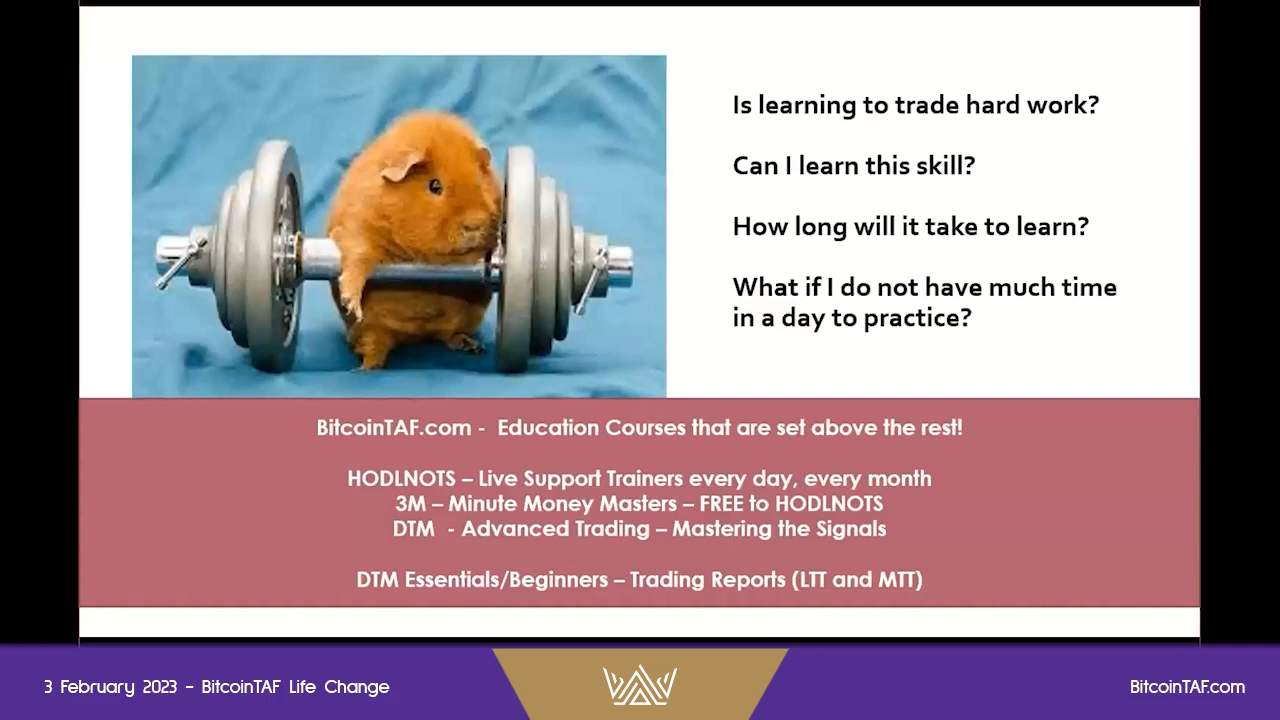 Is learning to trade hard work?
Can I learn this skill?
How long will it take to learn?
What if I do not have much time
in a day to practice?
BitcoinTAF.com - Education Courses that are set above the rest!
HODLNOTS – Live Support Trainers every day, every month
3M – Minute Money Masters – FREE to HODLNOTS
DTM - Advanced Trading – Mastering the Signals
DTM Essentials/Beginners – Trading Reports (LTT and MTT)
3 February 2023 - BitcoinTAF Life Change
BitcoinTAF.com